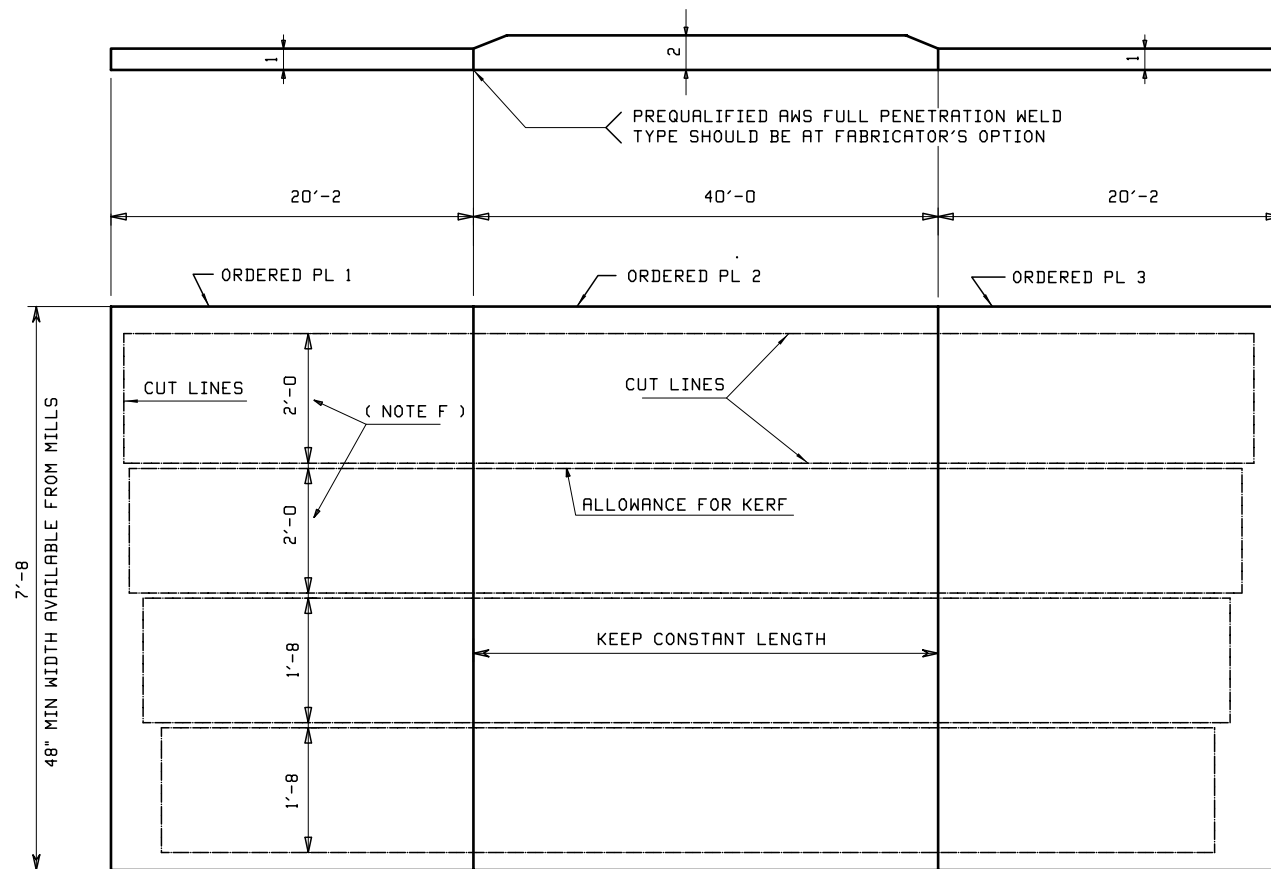 1
2
1
PREQUALIFIED AWS FULL PENETRATION WELD
TYPE SHOULD BE AT FABRICATOR'S OPTION
20'-2
40'-0
20'-2
ORDERED PL 1
ORDERED PL 2
ORDERED PL 3
CUT LINES
2'-0
( NOTE F )
CUT LINES
2'-0
ALLOWANCE FOR KERF
7'-8
48" MIN WIDTH AVAILABLE FROM MILLS
1'-8
KEEP CONSTANT LENGTH
1'-8